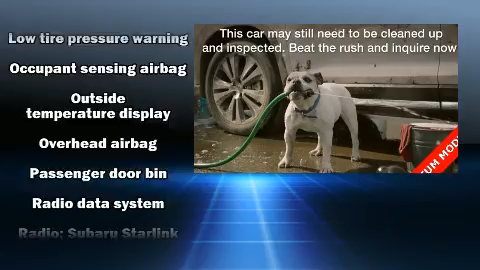 Low tire pressure warning
Occupant sensing airbag
Outside
temperature display
Overhead airbag
Passenger door bin
Radio data system
Radio: Subaru Starlink
This car may still need to be cleaned up
and inspected. Beat the rush and inquire now
UM MOD